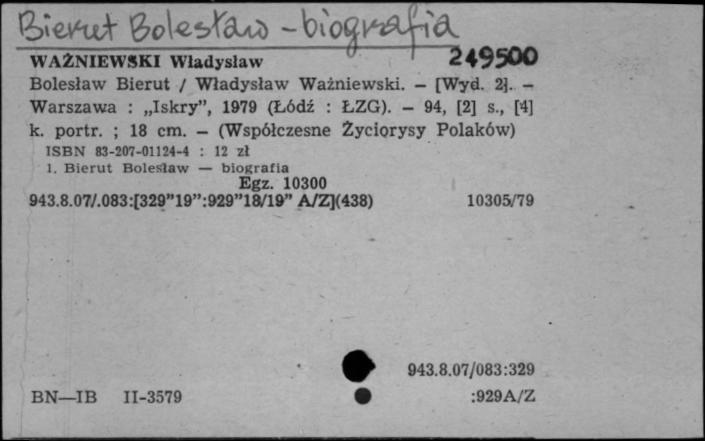 Bierut Bolesław - biografia
WAŻNIEWSKI Władysław 249500
Bolesław Bierut / Władysław Ważniewski. — [Wyd. 2]. —
Warszawa : „Iskry”, 1979 (Łódź : ŁZG). — 94, [2] s., [4]
k. portr. ; 18 cm. — (Współczesne Życiorysy Polaków)
ISBN 83-207-01124-4 : 12 zł
1. Bierut Bolesław — biografia
Egz. 10300
943.8.07/.083:[329”19”:929”18/19” A/Z](438) 10305/79
943.8.07/083:329
BN—IB II-3579 :929A/Z